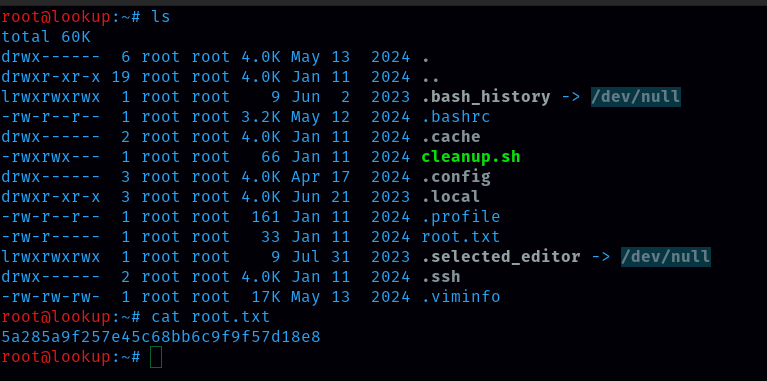 root@lookup:~# ls
total 60K
drwx------  6 root root 4.0K May 13  2024 .
drwxr-xr-x 19 root root 4.0K Jan 11  2024 ..
lrwxrwxrwx  1 root root    9 Jun  2  2023 .bash_history -> /dev/null
-rw-r--r--  1 root root 3.2K May 12  2024 .bashrc
drwx------  2 root root 4.0K Jan 11  2024 .cache
-rwxrwx---  1 root root   66 Jan 11  2024 cleanup.sh
drwx------  3 root root 4.0K Apr 17  2024 .config
drwxr-xr-x  3 root root 4.0K Jun 21  2023 .local
-rw-r--r--  1 root root  161 Jan 11  2024 .profile
-rw-r-----  1 root root   33 Jan 11  2024 root.txt
lrwxrwxrwx  1 root root    9 Jul 31  2023 .selected_editor -> /dev/null
drwx------  2 root root 4.0K Jan 11  2024 .ssh
-rw-rw-rw-  1 root root  17K May 13  2024 .viminfo
root@lookup:~# cat root.txt
5a285a9f257e45c68bb6c9f9f57d18e8
root@lookup:~#